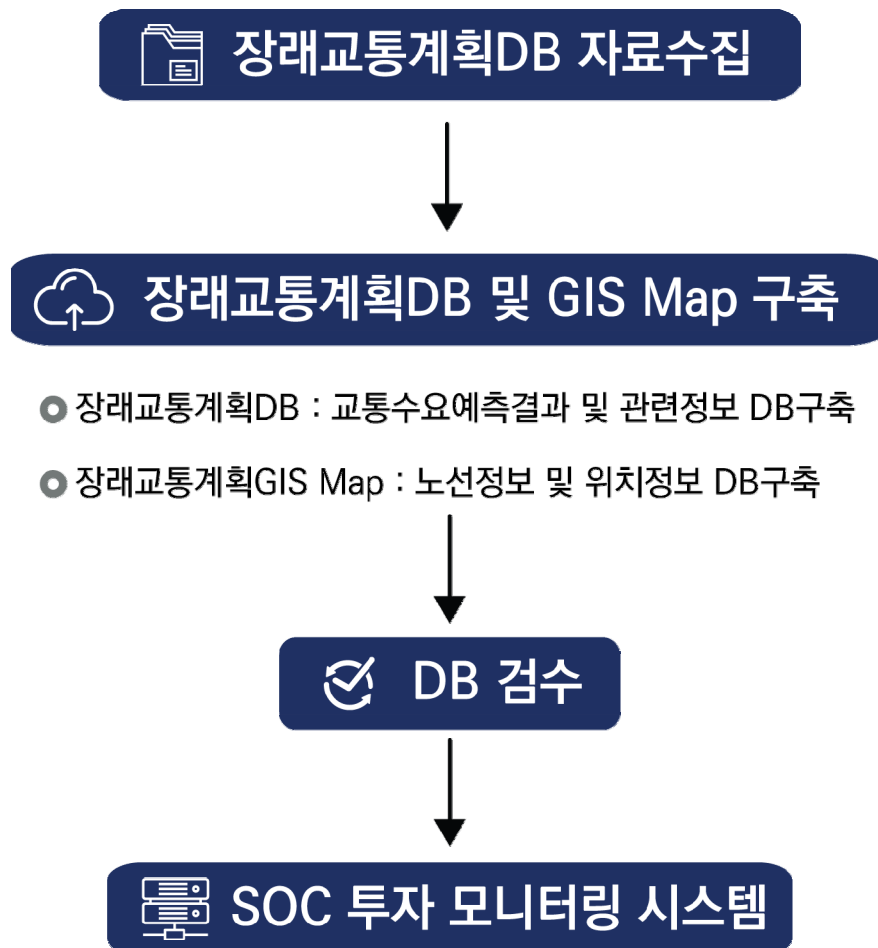 장래교통계획DB 자료수집
장래교통계획DB 및 GIS Map 구축
장래교통계획DB : 교통수요예측결과 및 관련정보 DB구축
장래교통계획GIS Map : 노선정보 및 위치정보 DB구축
DB 검수
SOC 투자 모니터링 시스템